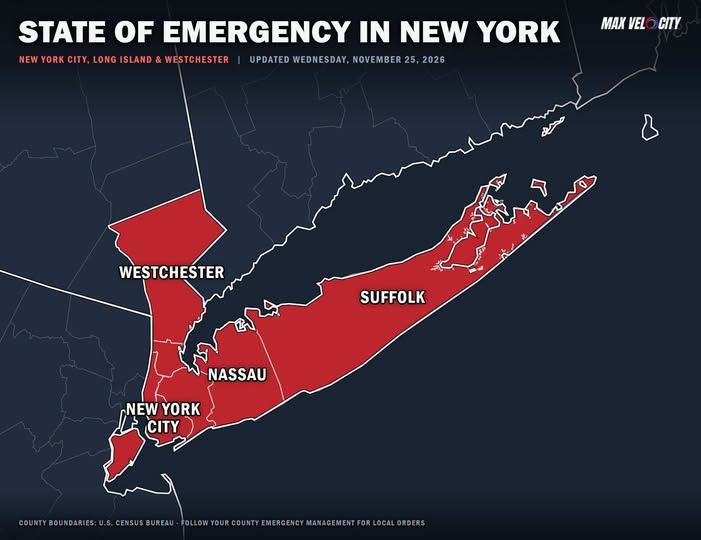 STATE OF EMERGENCY IN NEW YORK
MAX VELOCITY
NEW YORK CITY, LONG ISLAND & WESTCHESTER | UPDATED WEDNESDAY, NOVEMBER 25, 2026
WESTCHESTER
SUFFOLK
NASSAU
NEW YORK
CITY
COUNTY BOUNDARIES: U.S. CENSUS BUREAU - FOLLOW YOUR COUNTY EMERGENCY MANAGEMENT FOR LOCAL ORDERS